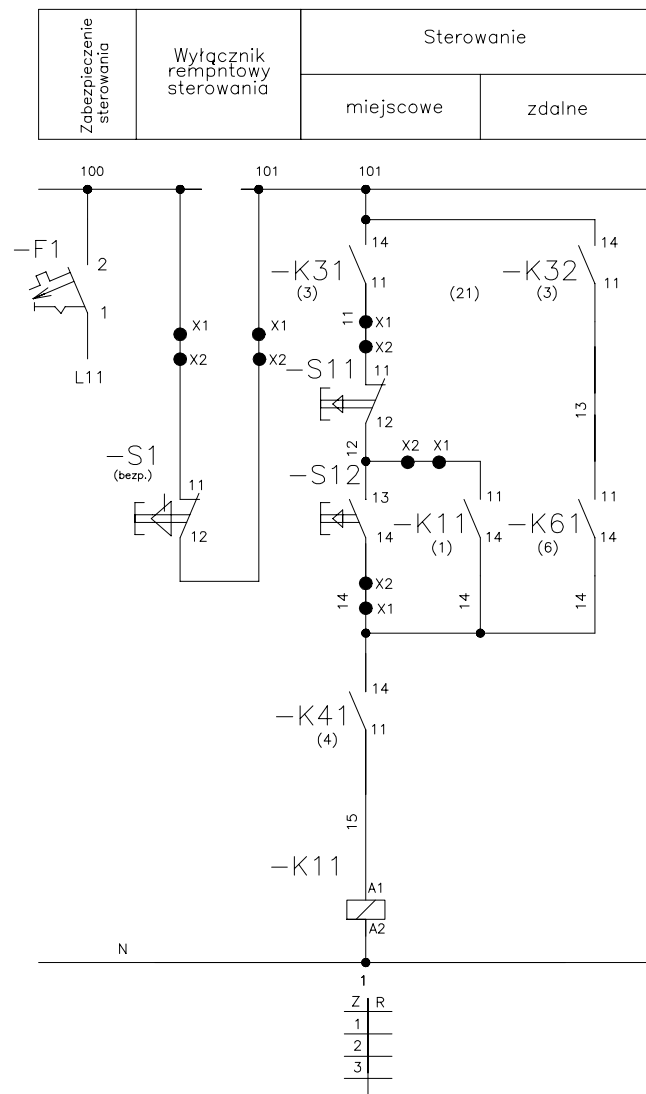 Zabezpieczenie
sterowania
Wyłącznik
rempntowy
sterowania
Sterowanie
miejscowe
zdalne
100
101
101
-F1
2
1
L11
X1
X2
X1
X2
-S1
(bezp.)
11
12
-K31
(3)
14
11
(21)
-K32
(3)
14
11
11
X1
X2
-S11
11
12
13
12
X2
X1
-S12
13
14
-K11
(1)
11
14
-K61
(6)
11
14
X2
X1
14
14
14
-K41
(4)
14
11
15
-K11
A1
A2
N
1
Z R
1
2
3